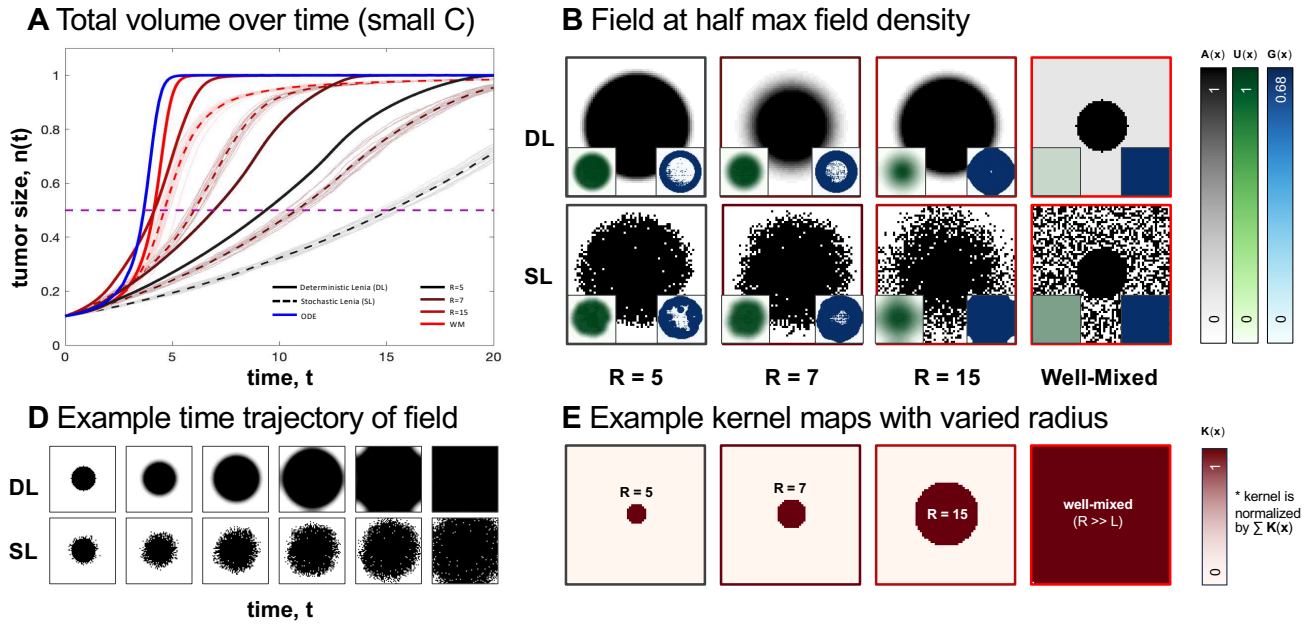 A Total volume over time (small C)
tumor size, n(t)
1
0.8
0.6
0.4
0.2
0
0
5
10
15
20
time, t
Deterministic Lenia (DL)
Stochastic Lenia (SL)
ODE
R=5
R=7
R=15
WM
B Field at half max field density
DL
SL
R = 5
R = 7
R = 15
Well-Mixed
A(x)
U(x)
G(x)
1
1
0.68
0
0
0
D Example time trajectory of field
DL
SL
time, t
E Example kernel maps with varied radius
R = 5
R = 7
R = 15
well-mixed
(R >> L)
K(x)
1
0
* kernel is
normalized
by ∑ K(x)